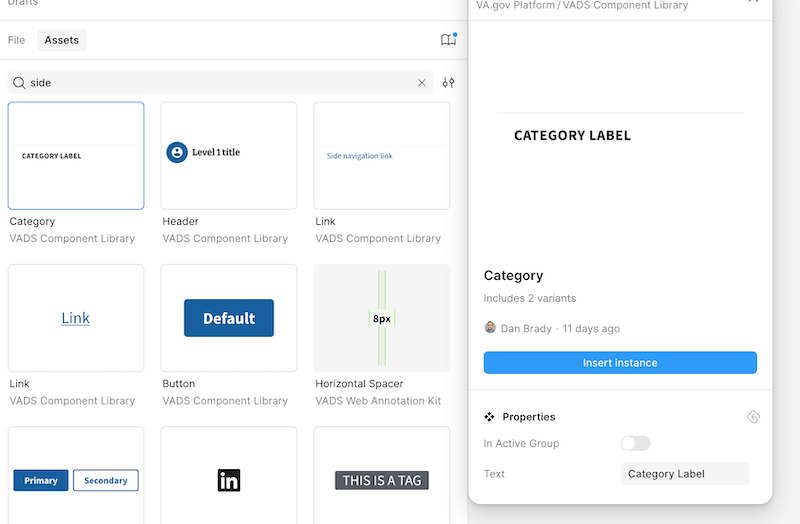 Drafts
File
Assets
side
CATEGORY LABEL
Level 1 title
Side navigation link
Category
VADS Component Library
Header
VADS Component Library
Link
VADS Component Library
Link
Default
8px
Link
VADS Component Library
Button
VADS Component Library
Horizontal Spacer
VADS Web Annotation Kit
Primary
Secondary
in
THIS IS A TAG
VA.gov Platform / VADS Component Library
CATEGORY LABEL
Category
Includes 2 variants
Dan Brady · 11 days ago
Insert instance
Properties
In Active Group
Text
Category Label